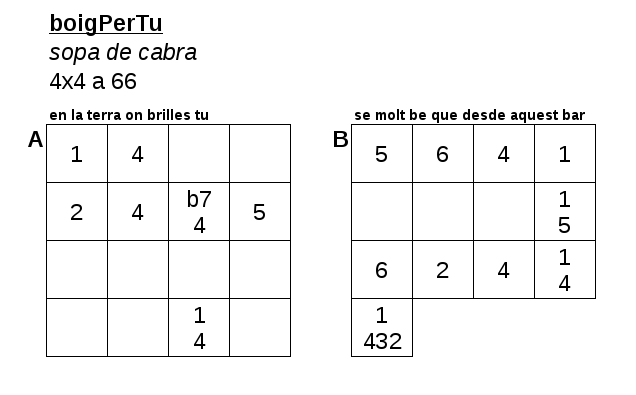 boigPerTu
sopa de cabra
4x4 a 66
en la terra on brilles tu
A
1 4
2 4 b7 4 5
1 4
se molt be que desde aquest bar
B
5 6 4 1
1 5
6 2 4 1 4
1 432